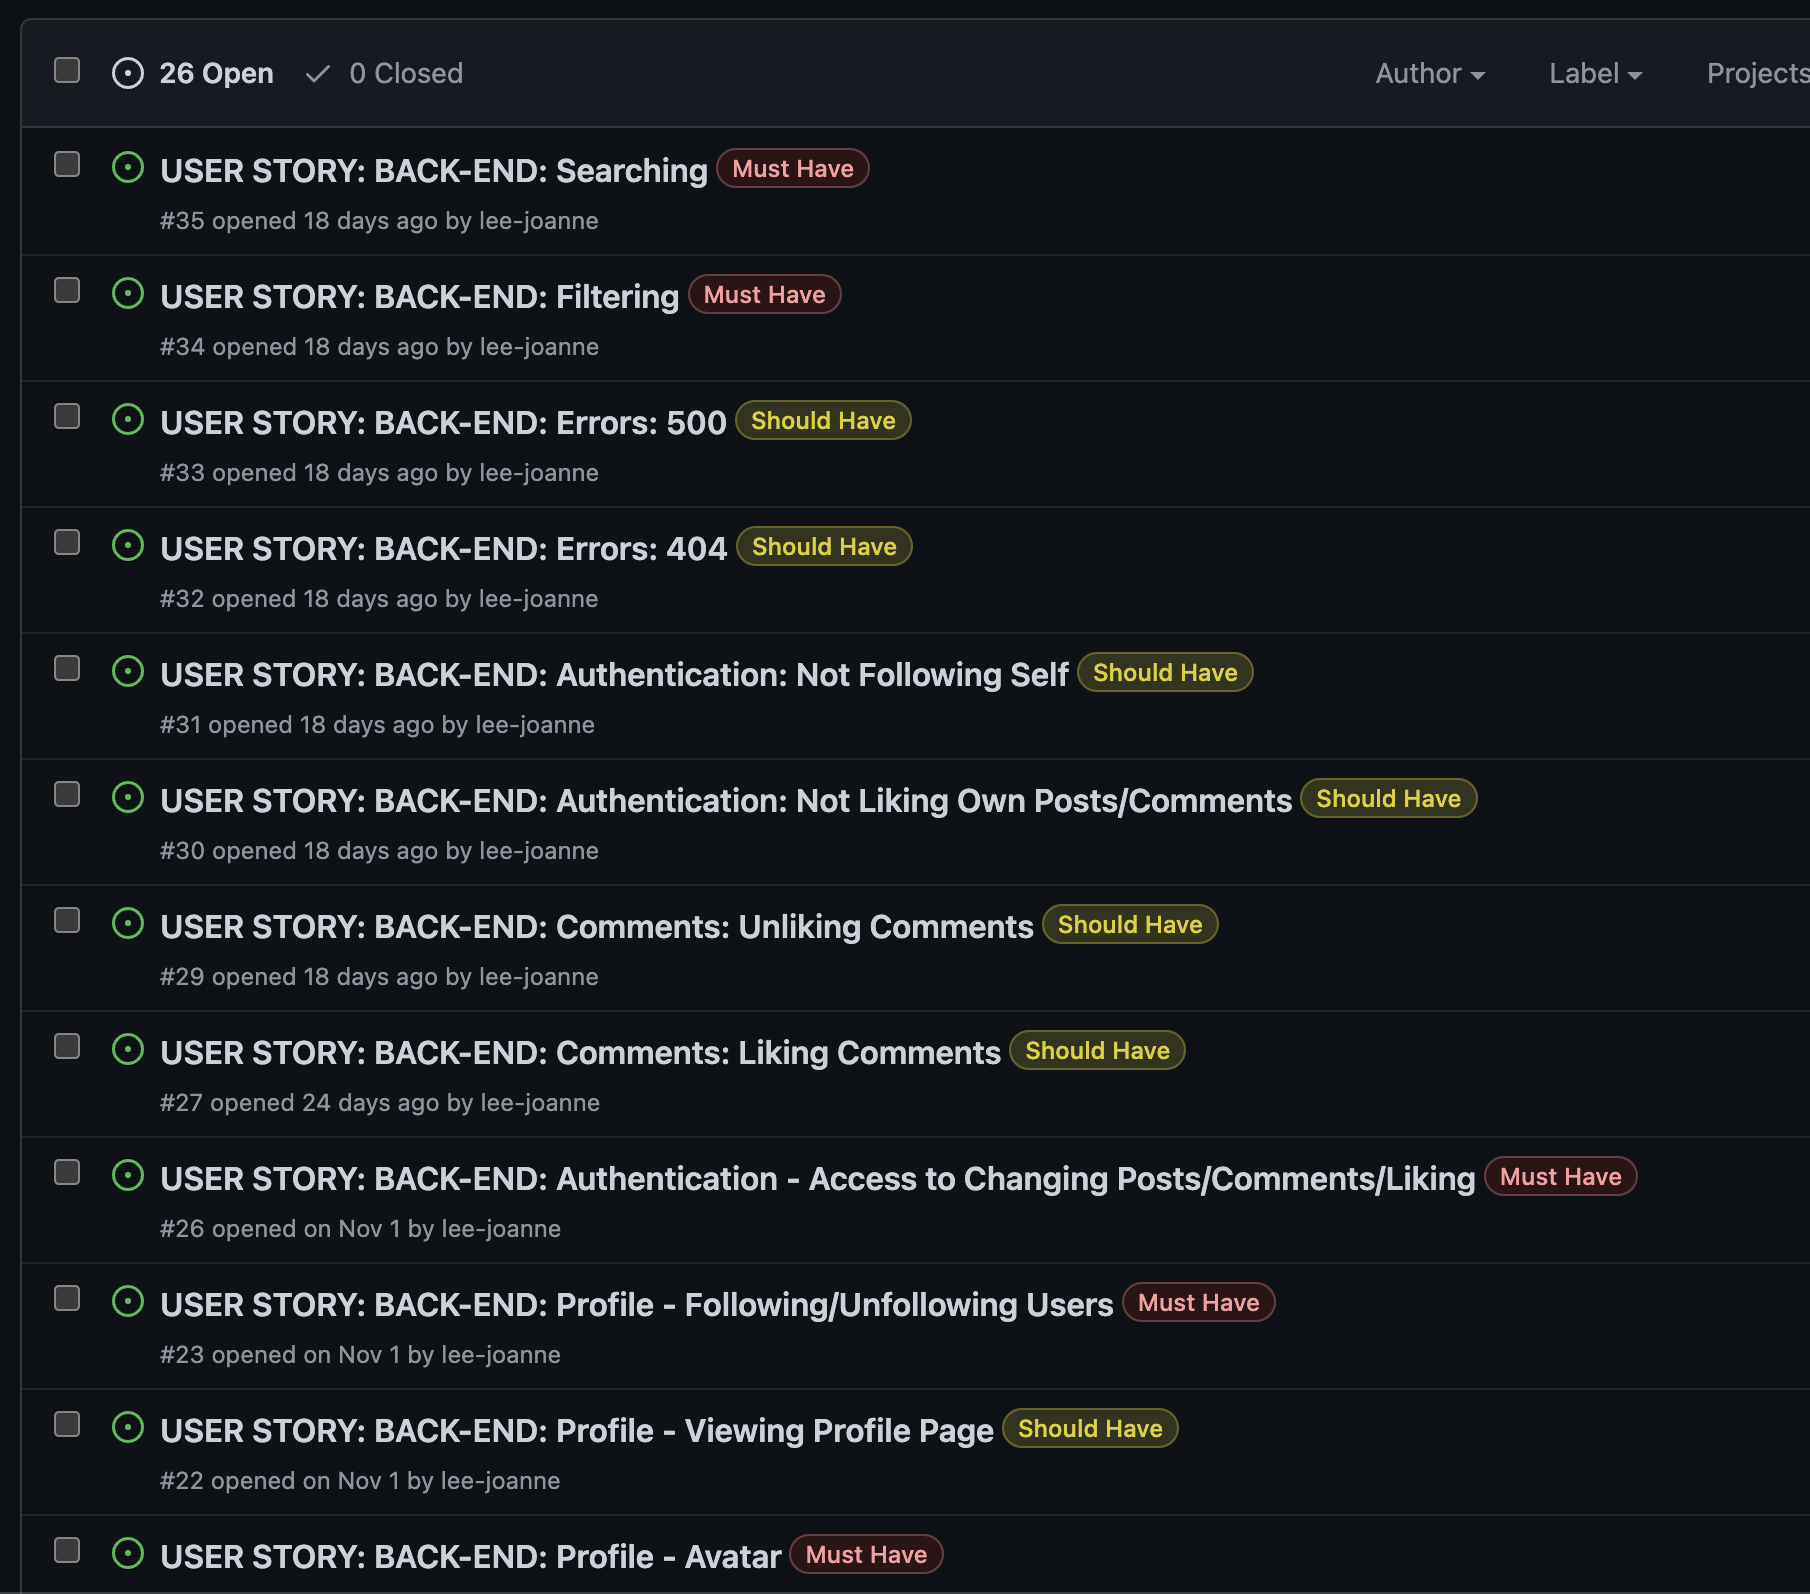 26 Open 0 Closed Author Label Projects
USER STORY: BACK-END: Searching Must Have
#35 opened 18 days ago by lee-joanne
USER STORY: BACK-END: Filtering Must Have
#34 opened 18 days ago by lee-joanne
USER STORY: BACK-END: Errors: 500 Should Have
#33 opened 18 days ago by lee-joanne
USER STORY: BACK-END: Errors: 404 Should Have
#32 opened 18 days ago by lee-joanne
USER STORY: BACK-END: Authentication: Not Following Self Should Have
#31 opened 18 days ago by lee-joanne
USER STORY: BACK-END: Authentication: Not Liking Own Posts/Comments Should Have
#30 opened 18 days ago by lee-joanne
USER STORY: BACK-END: Comments: Unliking Comments Should Have
#29 opened 18 days ago by lee-joanne
USER STORY: BACK-END: Comments: Liking Comments Should Have
#27 opened 24 days ago by lee-joanne
USER STORY: BACK-END: Authentication - Access to Changing Posts/Comments/Liking Must Have
#26 opened on Nov 1 by lee-joanne
USER STORY: BACK-END: Profile - Following/Unfollowing Users Must Have
#23 opened on Nov 1 by lee-joanne
USER STORY: BACK-END: Profile - Viewing Profile Page Should Have
#22 opened on Nov 1 by lee-joanne
USER STORY: BACK-END: Profile - Avatar Must Have